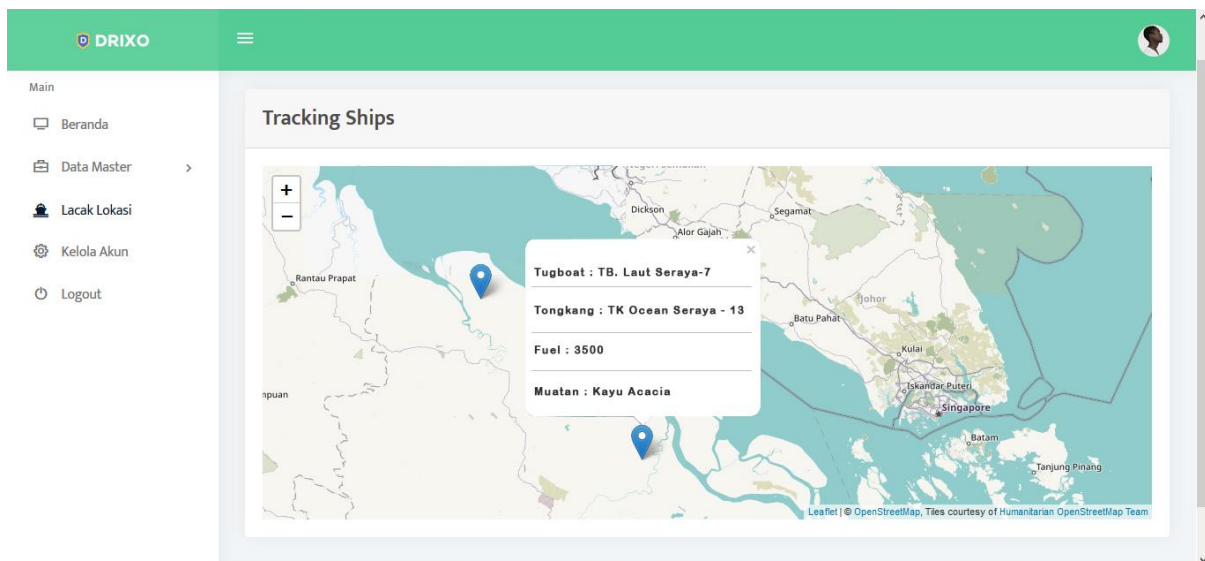 DRIXO
Main
Beranda
Data Master
Lacak Lokasi
Kelola Akun
Logout
Tracking Ships
+
−
Dickson
Segamat
Alor Gajah
Rantau Prapat
Johor
Batu Pahat
Kulai
Iskandar Puteri
Singapore
npuan
Batam
Tanjung Pinang
×
Tugboat : TB. Laut Seraya-7
Tongkang : TK Ocean Seraya - 13
Fuel : 3500
Muatan : Kayu Acacia
Leaflet | © OpenStreetMap, Tiles courtesy of Humanitarian OpenStreetMap Team